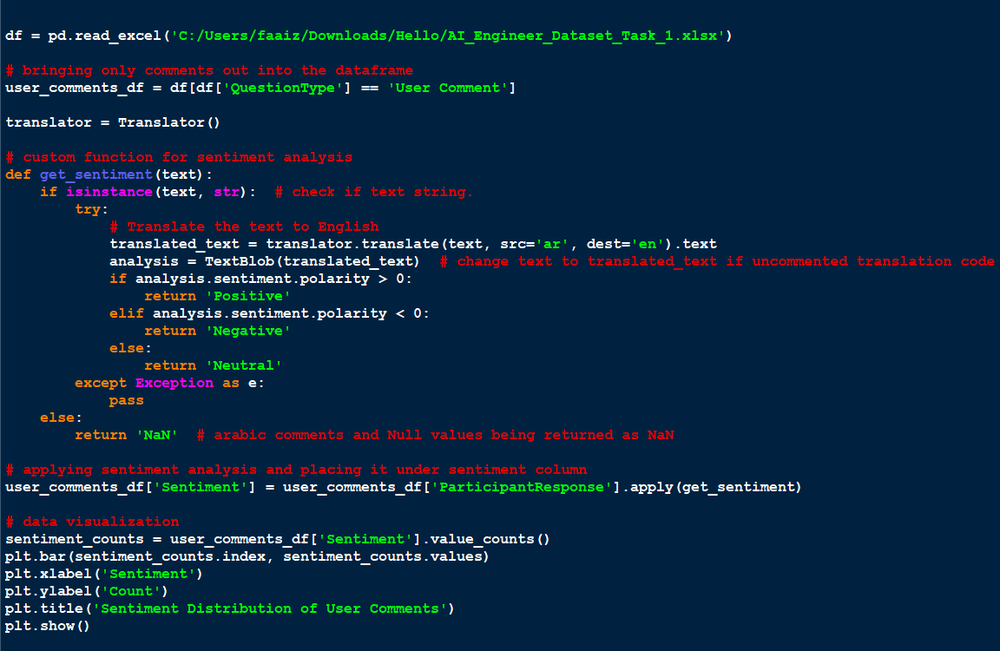 df = pd.read_excel('C:/Users/faaiz/Downloads/Hello/AI_Engineer_Dataset_Task_1.xlsx')
# bringing only comments out into the dataframe
user_comments_df = df[df['QuestionType'] == 'User Comment']
translator = Translator()
# custom function for sentiment analysis
def get_sentiment(text):
    if isinstance(text, str):  # check if text string.
        try:
            # Translate the text to English
            translated_text = translator.translate(text, src='ar', dest='en').text
            analysis = TextBlob(translated_text)  # change text to translated_text if uncommented translation code
            if analysis.sentiment.polarity > 0:
                return 'Positive'
            elif analysis.sentiment.polarity < 0:
                return 'Negative'
            else:
                return 'Neutral'
        except Exception as e:
            pass
    else:
        return 'NaN'  # arabic comments and Null values being returned as NaN
# applying sentiment analysis and placing it under sentiment column
user_comments_df['Sentiment'] = user_comments_df['ParticipantResponse'].apply(get_sentiment)
# data visualization
sentiment_counts = user_comments_df['Sentiment'].value_counts()
plt.bar(sentiment_counts.index, sentiment_counts.values)
plt.xlabel('Sentiment')
plt.ylabel('Count')
plt.title('Sentiment Distribution of User Comments')
plt.show()